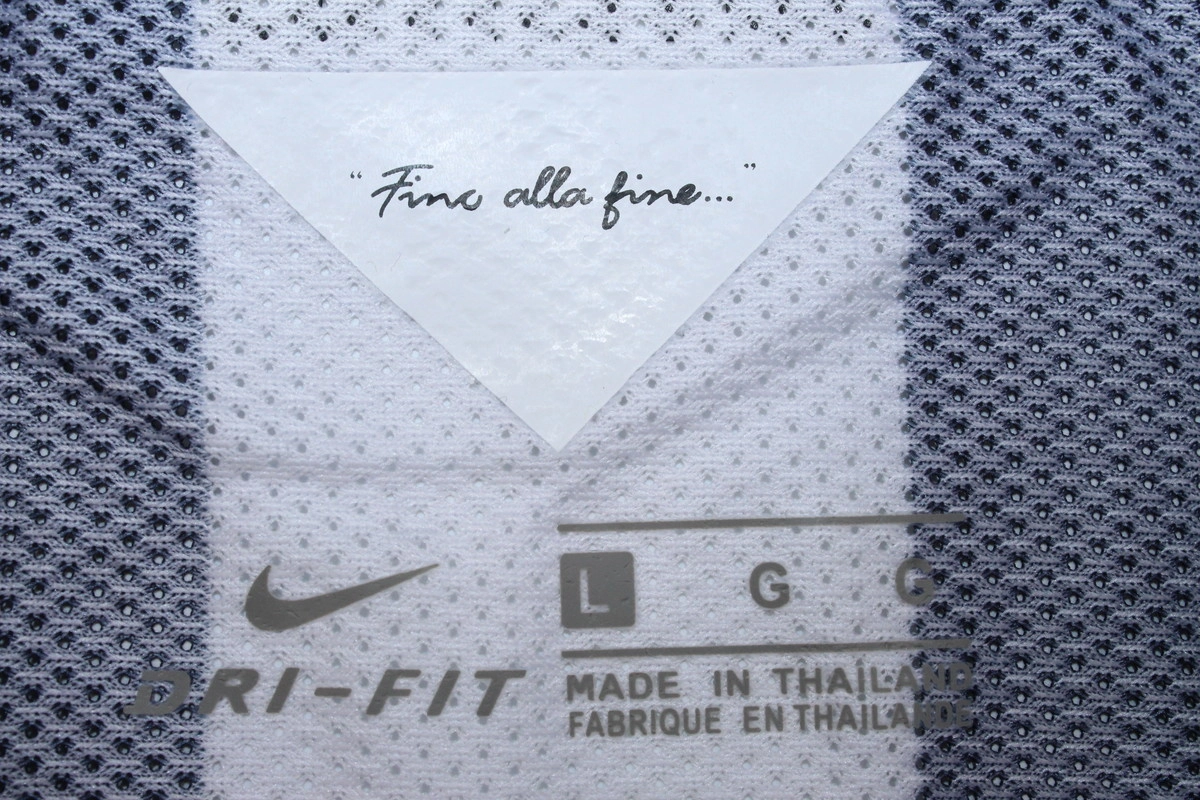 “Fino alla fine...”
L G G
DRI-FIT
MADE IN THAILAND
FABRIQUE EN THAILANDE